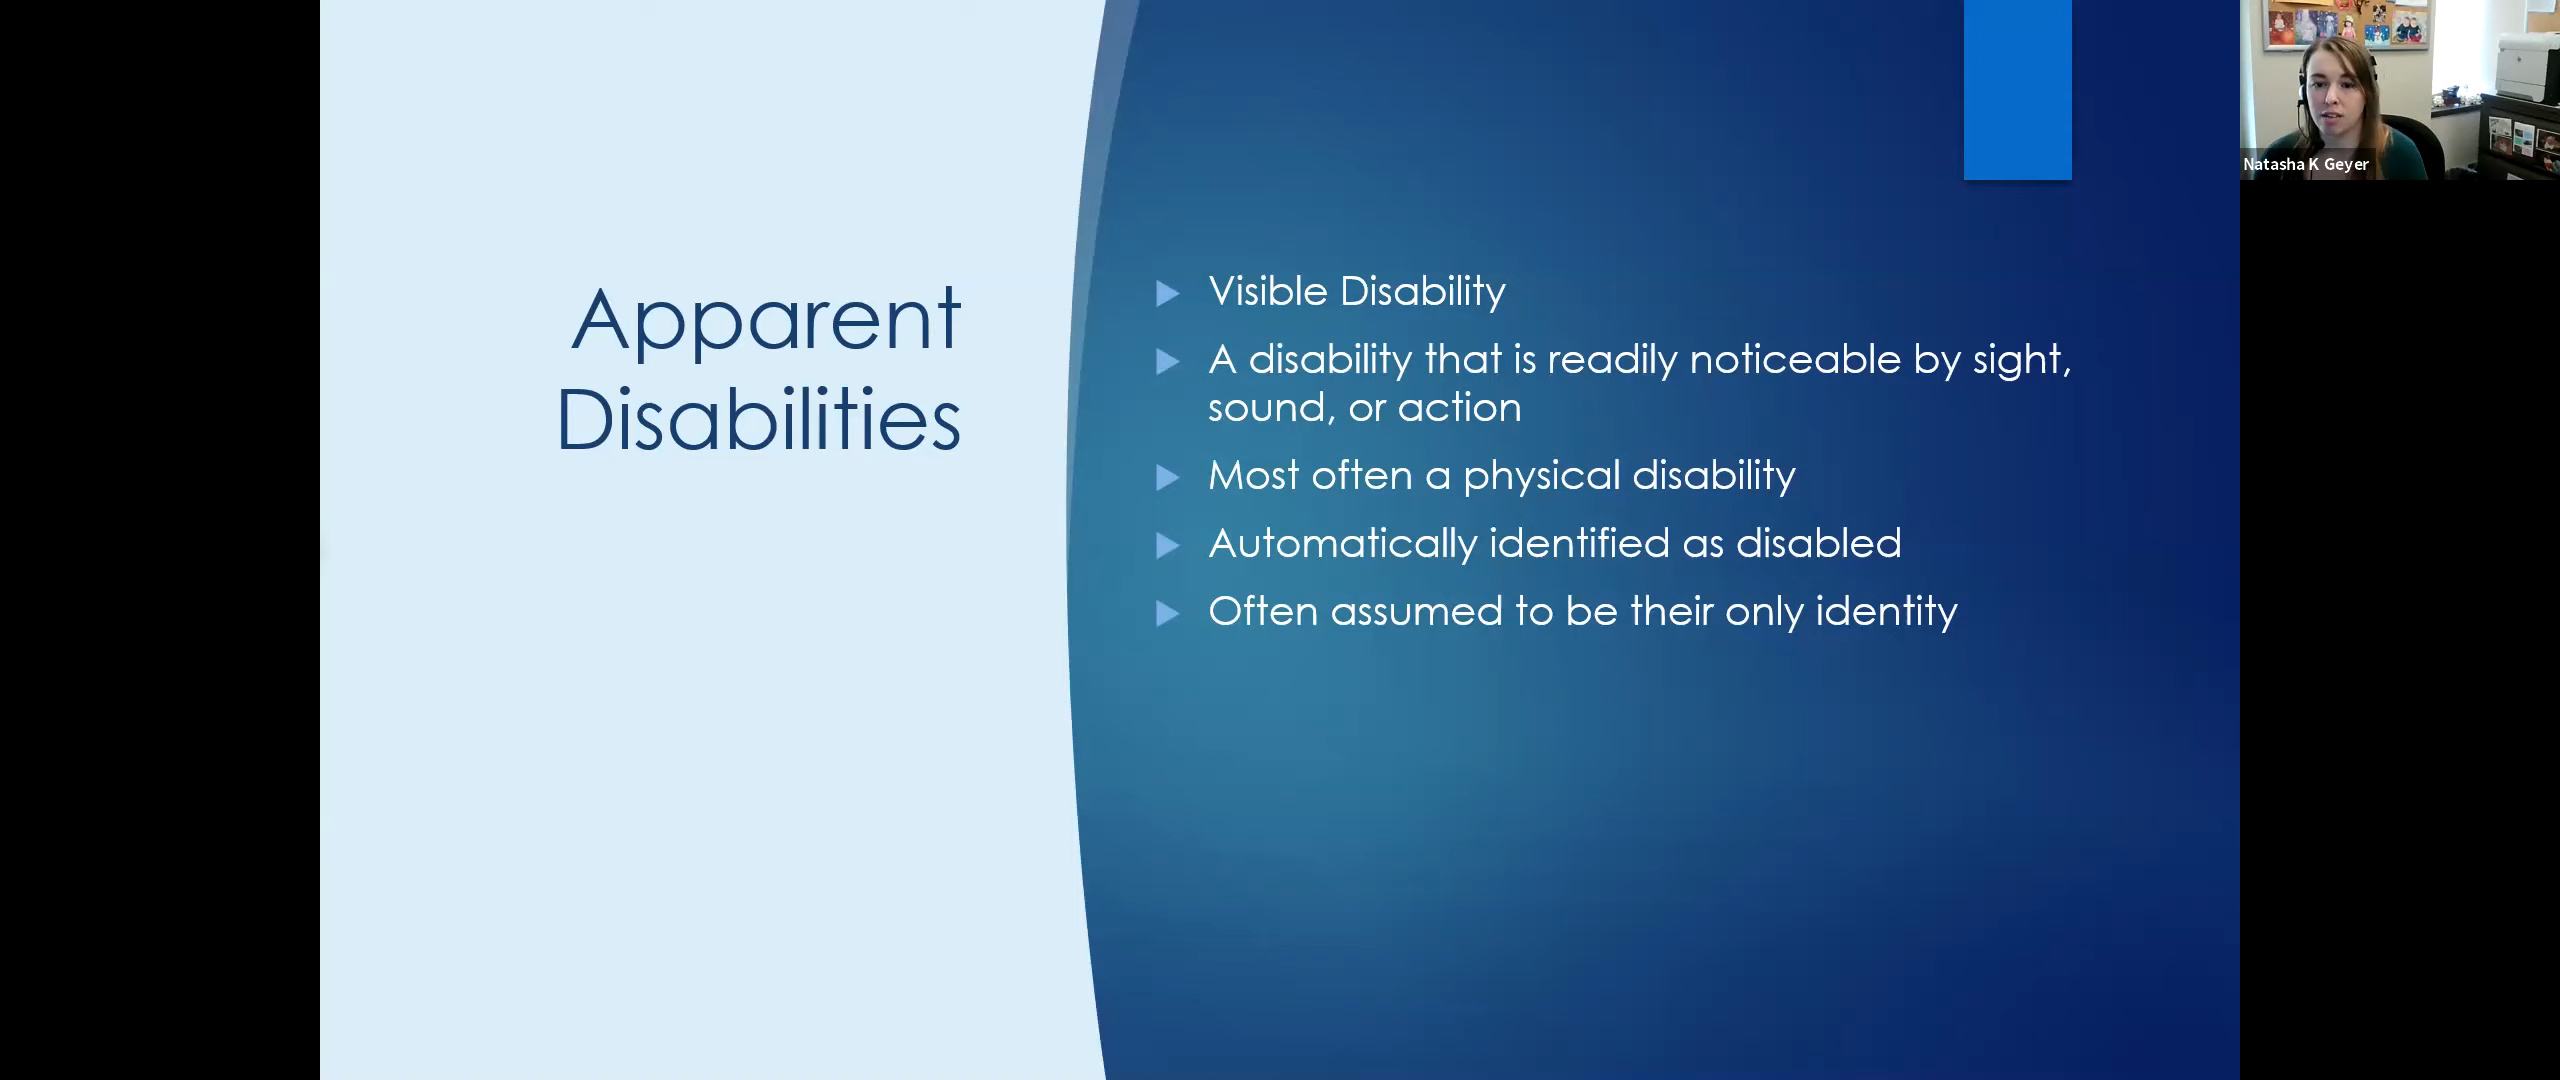 Apparent
Disabilities
Visible Disability
A disability that is readily noticeable by sight,
sound, or action
Most often a physical disability
Automatically identified as disabled
Often assumed to be their only identity
Natasha K Geyer